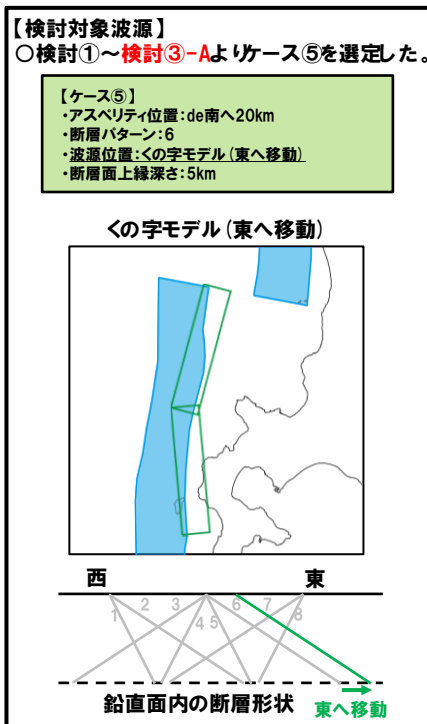 【検討対象波源】
○検討①~検討③-Aよりケース⑤を選定した。
【ケース⑤】
・アスペリティ位置:de南へ20km
・断層パターン:6
・波源位置:くの字モデル(東へ移動)
・断層面上縁深さ:5km
くの字モデル(東へ移動)
西 東
1 2 3 4 5 6 7 8
鉛直面内の断層形状
東へ移動